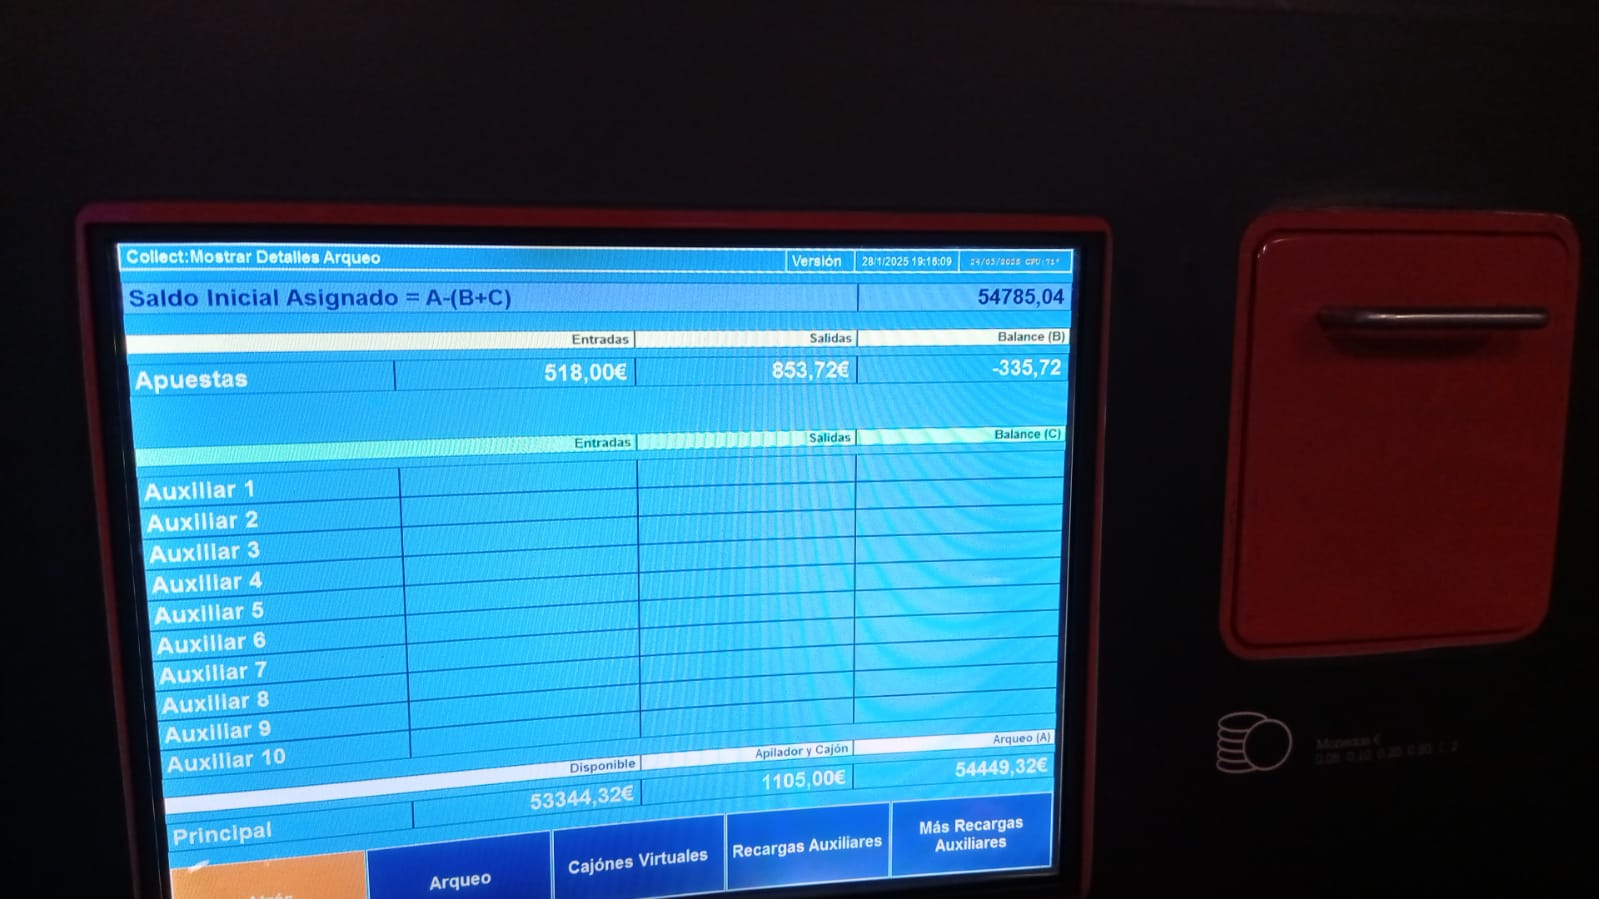 Collect:Mostrar Detalles Arqueo Versión 28/1/2025 19:16:09
Saldo Inicial Asignado = A-(B+C) 54785,04
Entradas Salidas Balance (B)
Apuestas 518,00€ 853,72€ -335,72
Entradas Salidas Balance (C)
Auxiliar 1
Auxiliar 2
Auxiliar 3
Auxiliar 4
Auxiliar 5
Auxiliar 6
Auxiliar 7
Auxiliar 8
Auxiliar 9
Auxiliar 10
Disponible Apilador y Cajón Arqueo (A)
Principal 53344,32€ 1105,00€ 54449,32€
Arqueo
Cajónes Virtuales
Recargas Auxiliares
Más Recargas
Auxiliares